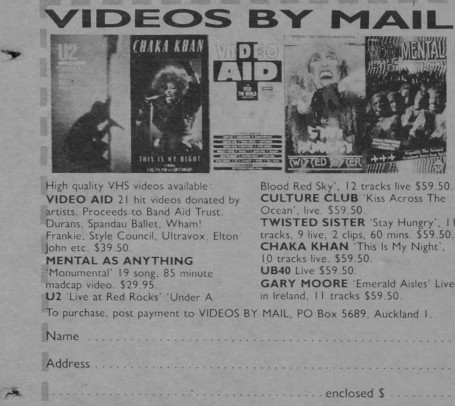 VIDEOS BY MAIL
U2
CHAKA KHAN
THIS IS MY NIGHT
VIDEO
AID
TWISTED SISTER
MENTAL
High quality VHS videos available:
VIDEO AID 21 hit videos donated by
artists. Proceeds to Band Aid Trust.
Durans, Spandau Ballet, Wham!
Frankie, Style Council, Ultravox, Elton
John etc. $39.50.
MENTAL AS ANYTHING
'Monumental' 19 song, 85 minute
madcap video. $29.95.
U2 'Live at Red Rocks' 'Under A
Blood Red Sky', 12 tracks live $59.50.
CULTURE CLUB 'Kiss Across The
Ocean', live. $59.50.
TWISTED SISTER 'Stay Hungry', 11
tracks, 9 live, 2 clips, 60 mins. $59.50.
CHAKA KHAN 'This Is My Night',
10 tracks live. $59.50.
UB40 Live $59.50.
GARY MOORE 'Emerald Aisles' Live
in Ireland, 11 tracks $59.50.
To purchase, post payment to VIDEOS BY MAIL, PO Box 5689, Auckland 1.
Name
Address
enclosed $